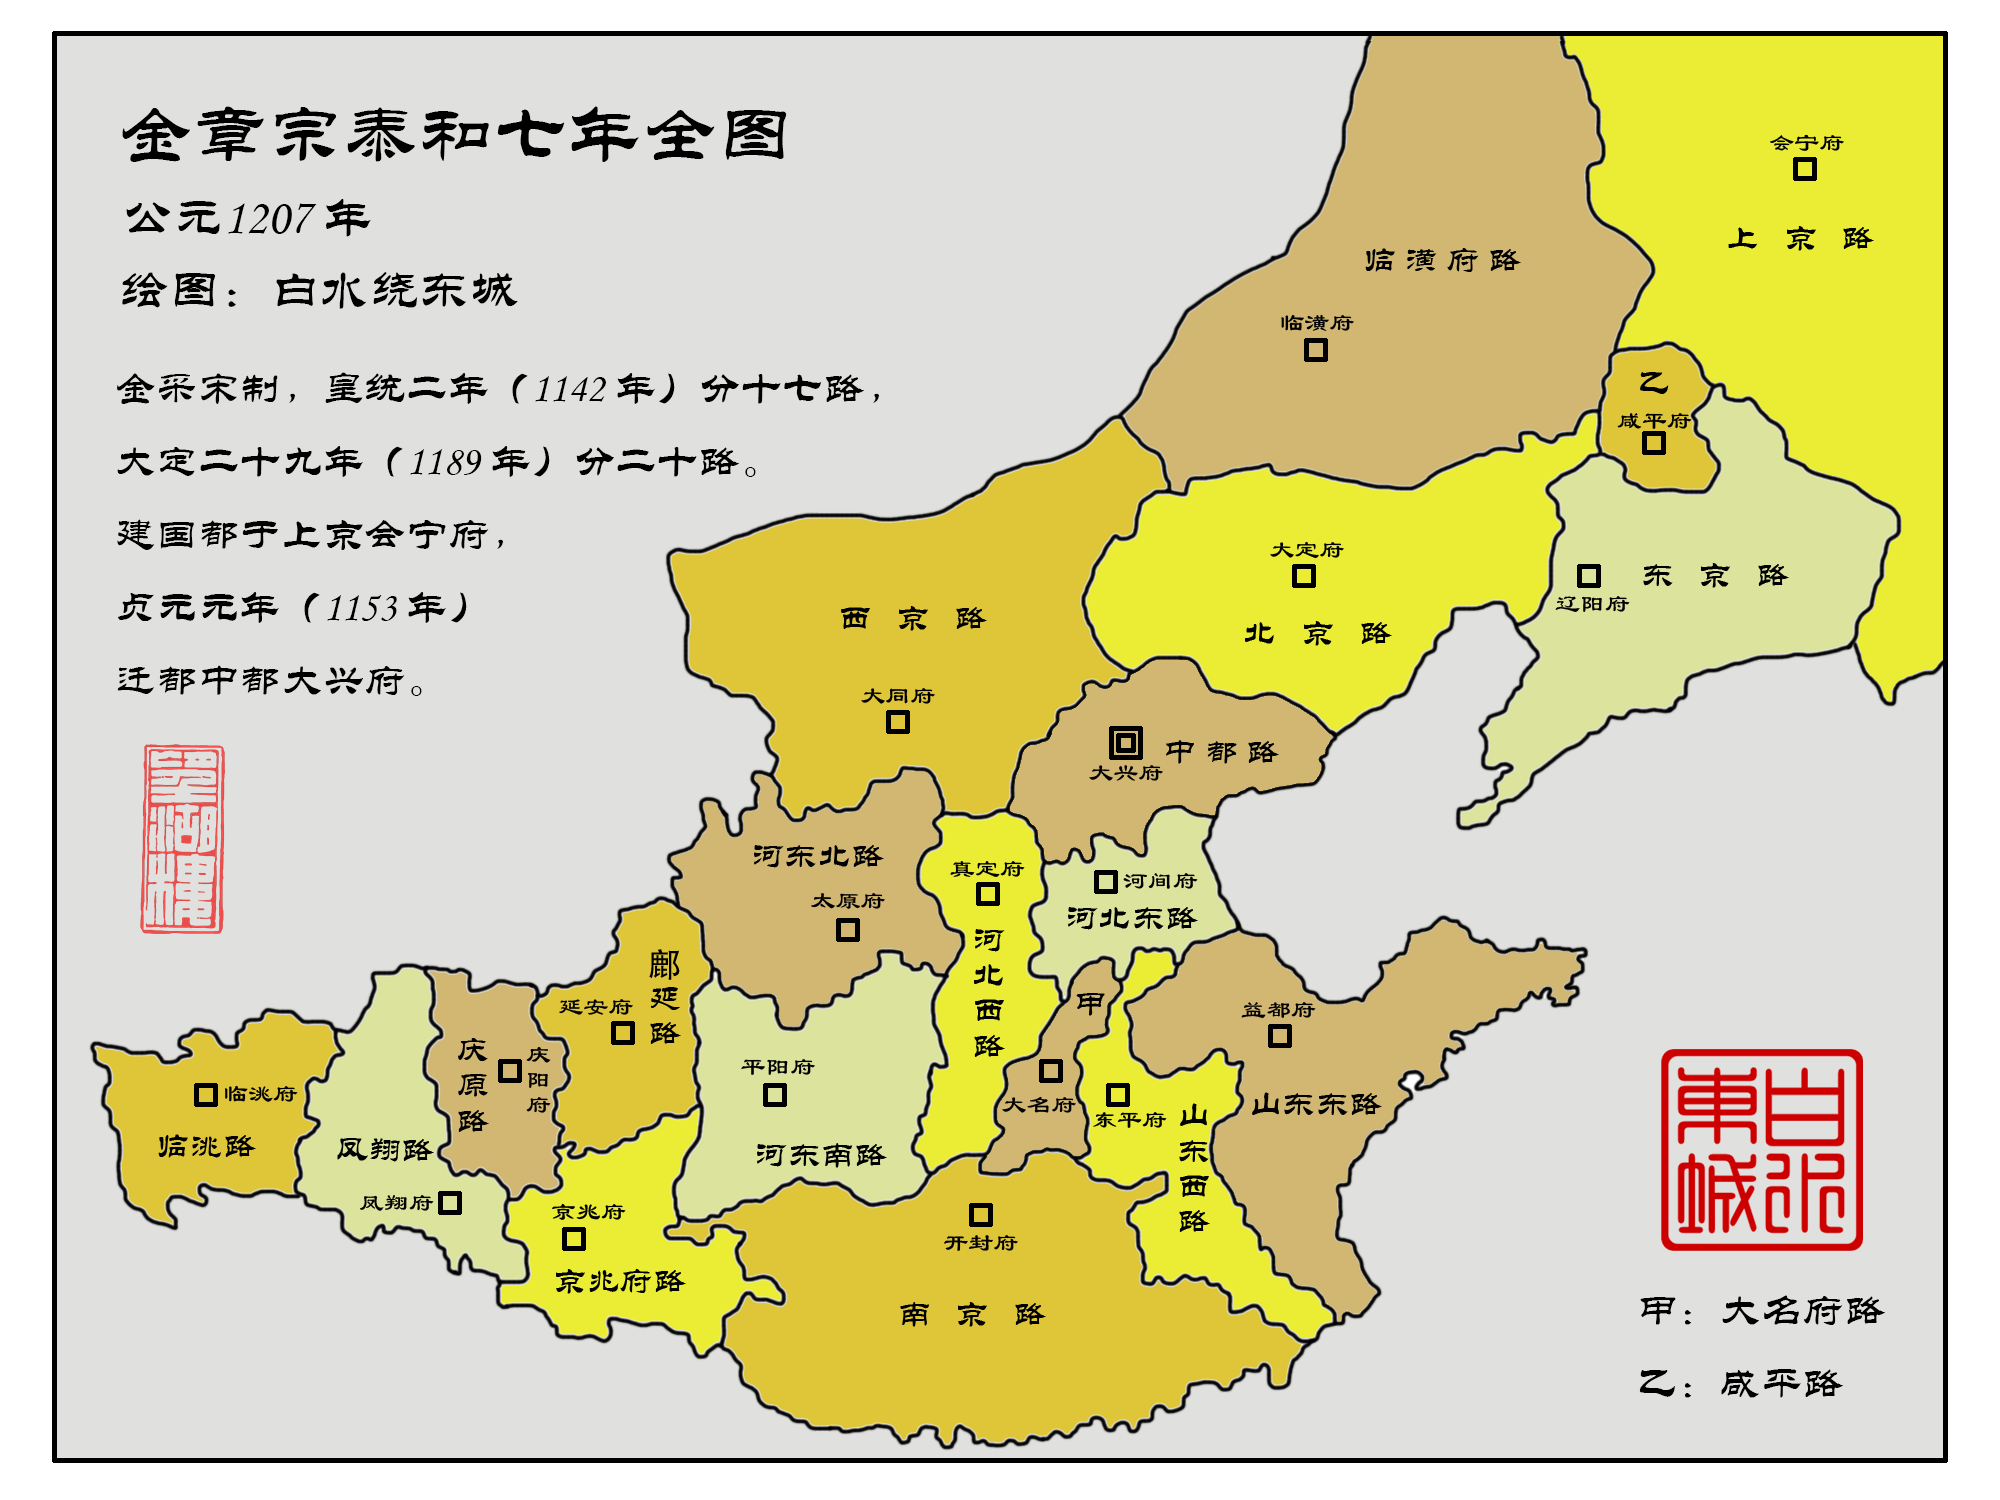 金章宗泰和七年全图
公元1207年
绘图：白水绕东城
金采宋制，皇统二年（1142年）分十七路，
大定二十九年（1189年）分二十路。
建国都于上京会宁府，
贞元元年（1153年）
迁都中都大兴府。
会宁府
上京路
临潢府路
临潢府
乙
咸平府
大定府
北京路
东京路
辽阳府
西京路
大同府
中都路
大兴府
河东北路
太原府
真定府
河北西路
河间府
河北东路
鄜延路
延安府
庆原路
庆阳府
临洮府
临洮路
凤翔路
凤翔府
平阳府
河东南路
甲
大名府
东平府
山东西路
益都府
山东东路
京兆府
京兆府路
开封府
南京路
白水
東城
甲：大名府路
乙：咸平路